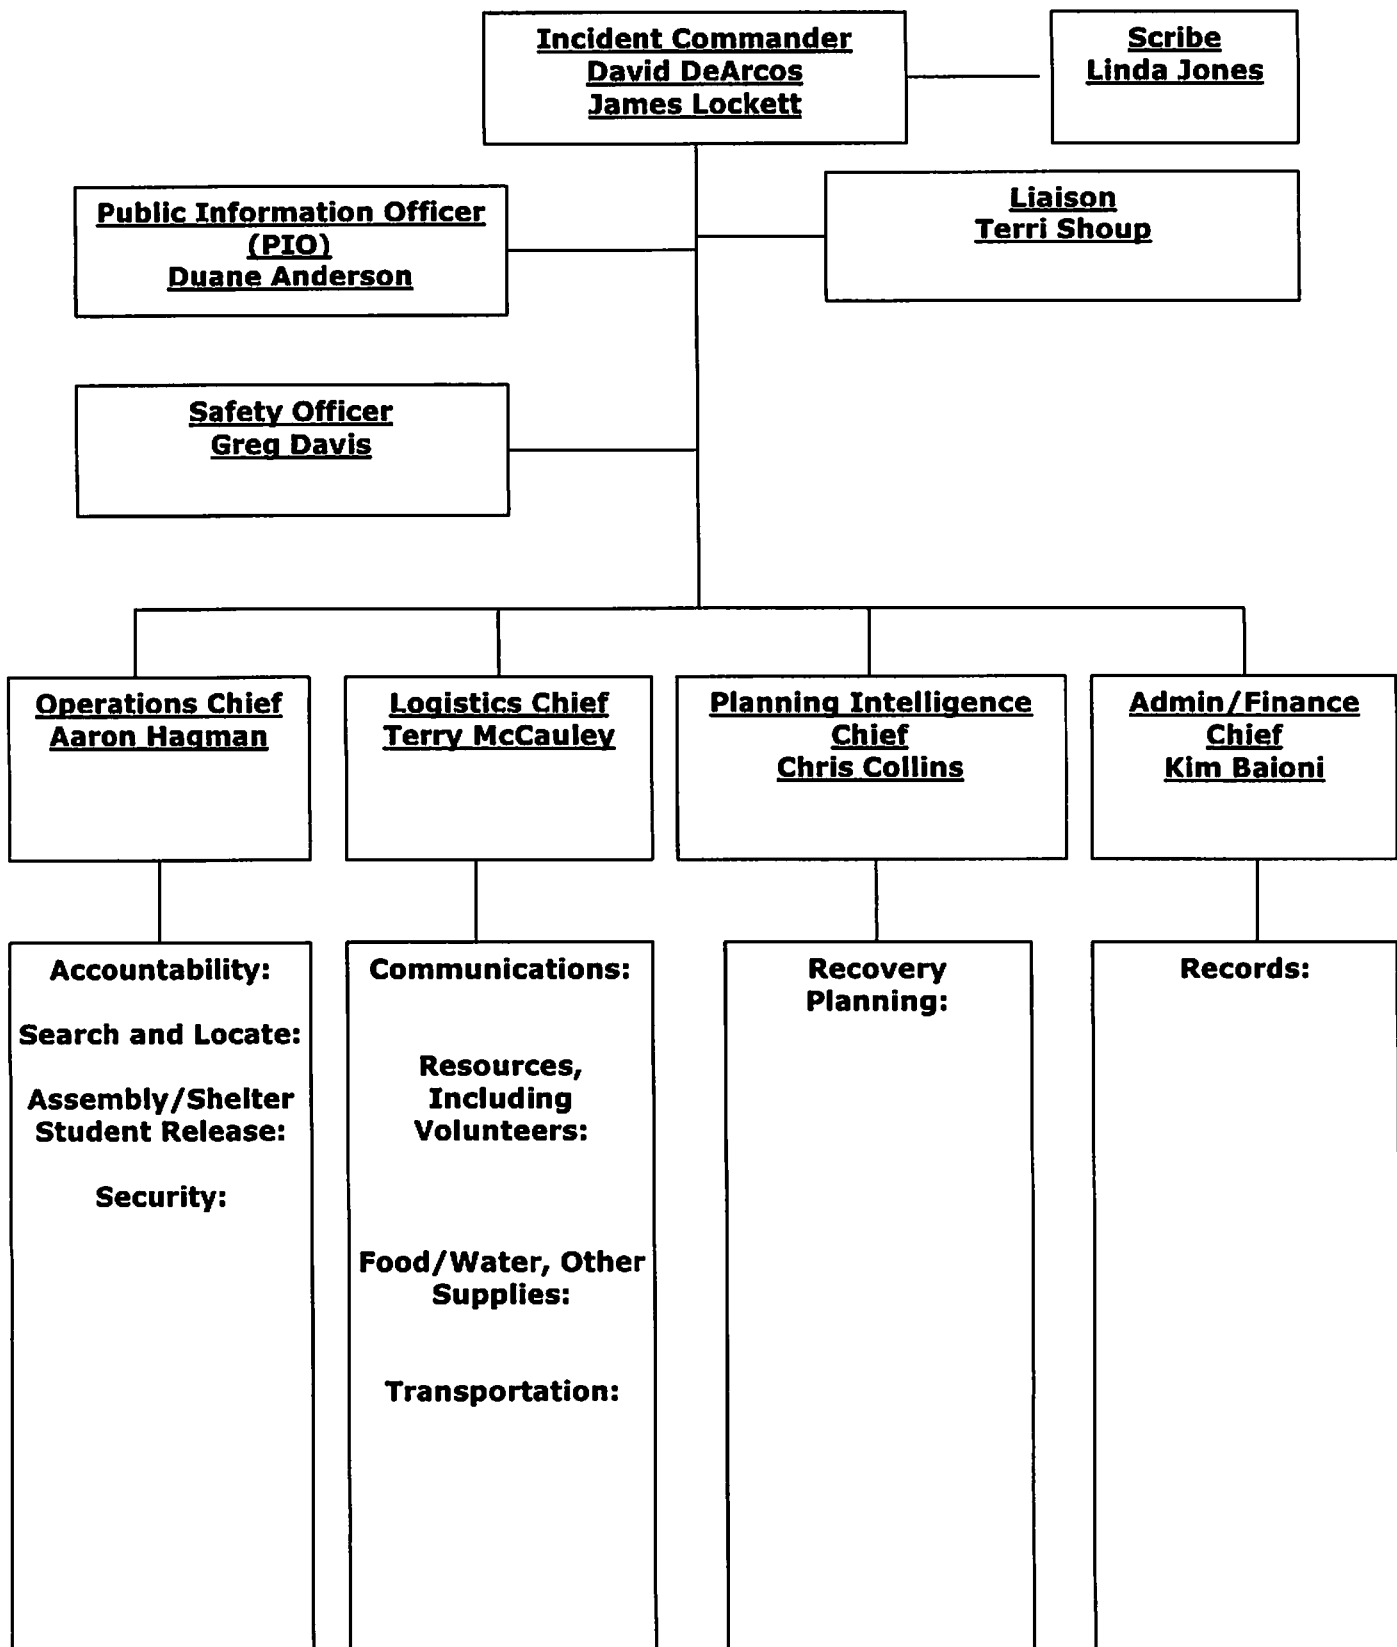 Incident Commander
David DeArcos
James Lockett
Scribe
Linda Jones
Public Information Officer
(PIO)
Duane Anderson
Liaison
Terri Shoup
Safety Officer
Greg Davis
Operations Chief
Aaron Hagman
Logistics Chief
Terry McCauley
Planning Intelligence
Chief
Chris Collins
Admin/Finance
Chief
Kim Baioni
Accountability:
Search and Locate:
Assembly/Shelter
Student Release:
Security:
Communications:
Resources,
Including
Volunteers:
Food/Water, Other
Supplies:
Transportation:
Recovery
Planning:
Records: